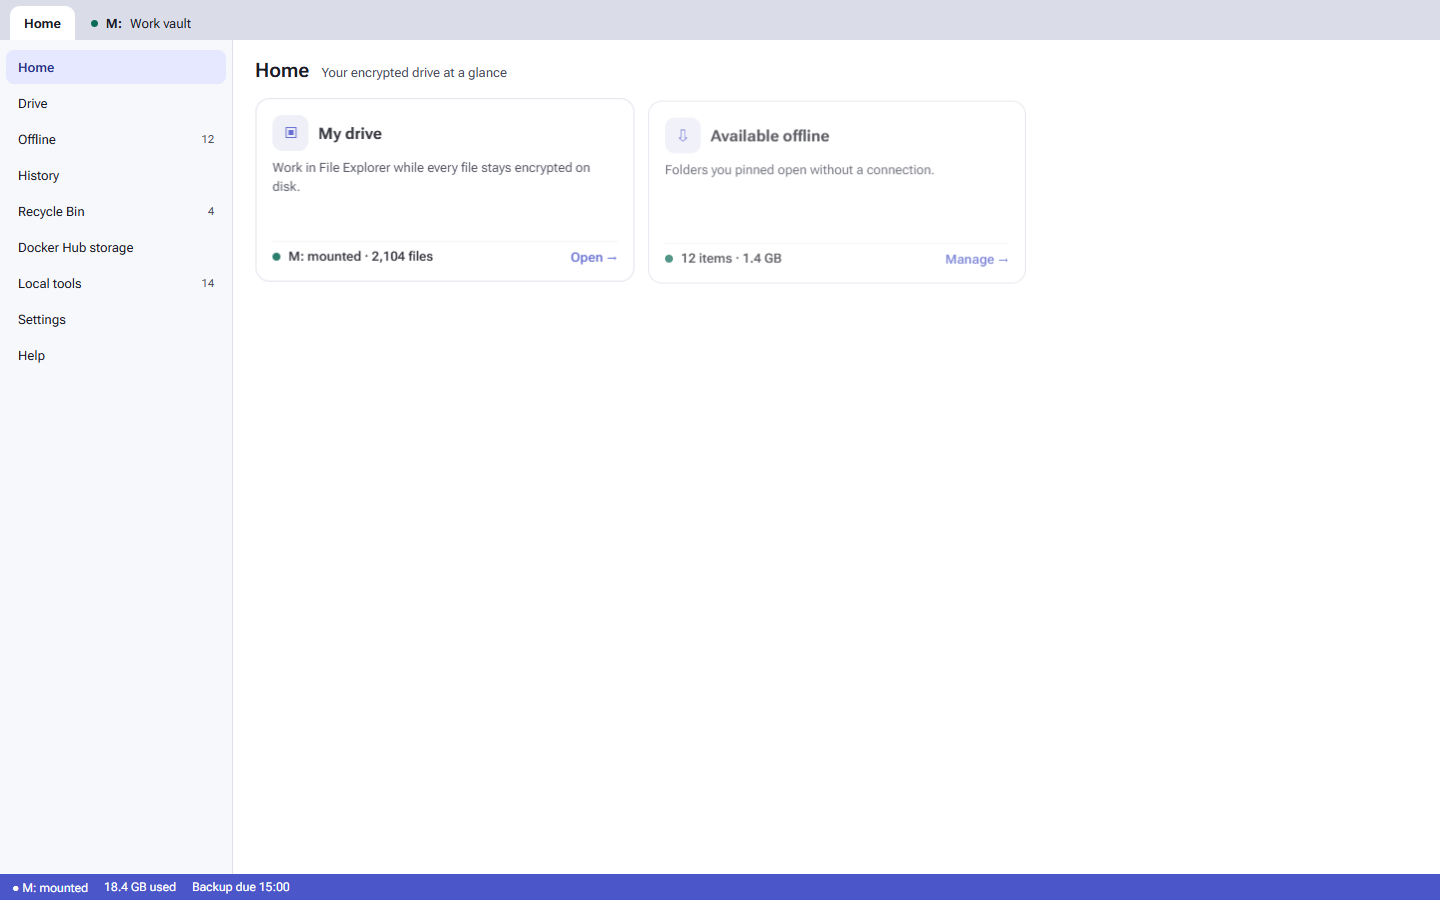 Home
M: Work vault
Home
Drive
Offline 12
History
Recycle Bin 4
Docker Hub storage
Local tools 14
Settings
Help
Home Your encrypted drive at a glance
My drive
Work in File Explorer while every file stays encrypted on
disk.
M: mounted · 2,104 files Open →
Available offline
Folders you pinned open without a connection.
12 items · 1.4 GB Manage →
● M: mounted 18.4 GB used Backup due 15:00